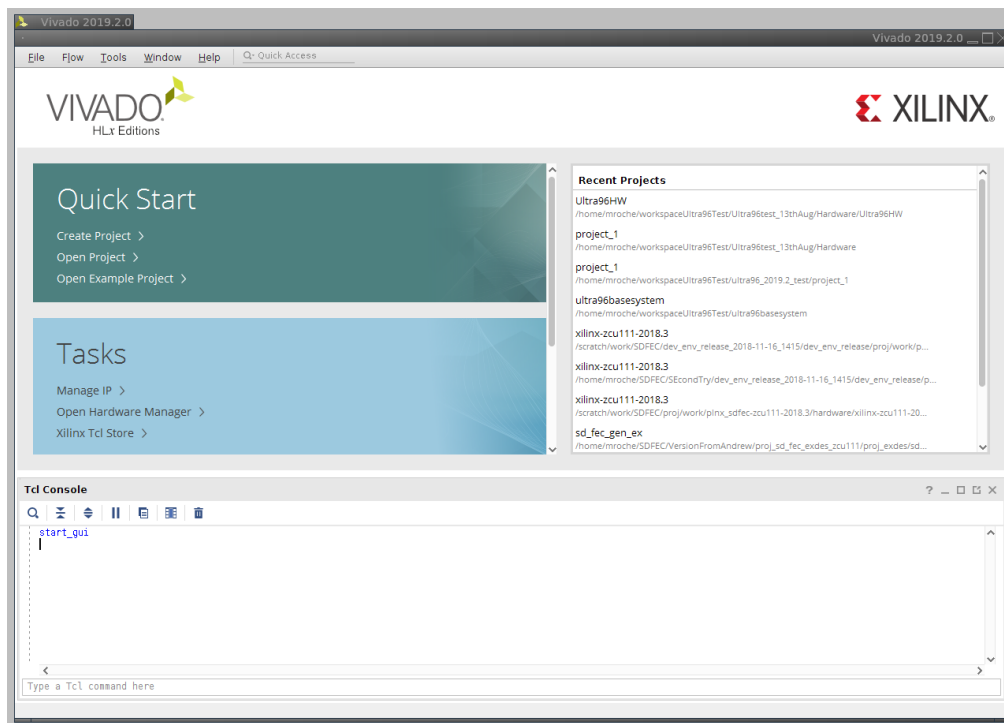 Vivado 2019.2.0
Vivado 2019.2.0
File Flow Tools Window Help Quick Access
VIVADO.
HLx Editions
XILINX.
Quick Start
Create Project >
Open Project >
Open Example Project >
Tasks
Manage IP >
Open Hardware Manager >
Xilinx Tcl Store >
Recent Projects
Ultra96HW
/home/mroche/workspaceUltra96Test/Ultra96test_13thAug/Hardware/Ultra96HW
project_1
/home/mroche/workspaceUltra96Test/Ultra96test_13thAug/Hardware
project_1
/home/mroche/workspaceUltra96Test/ultra96_2019.2_test/project_1
ultra96basesystem
/home/mroche/workspaceUltra96Test/ultra96basesystem
xilinx-zcu111-2018.3
/scratch/work/SDFEC/dev_env_release_2018-11-16_1415/dev_env_release/proj/work/p...
xilinx-zcu111-2018.3
/home/mroche/SDFEC/SEcondTry/dev_env_release_2018-11-16_1415/dev_env_release/p...
xilinx-zcu111-2018.3
/scratch/work/SDFEC/proj/work/plnx_sdfec-zcu111-2018.3/hardware/xilinx-zcu111-20...
sd_fec_gen_ex
/home/mroche/SDFEC/VersionFromAndrew/proj_sd_fec_exdes_zcu111/proj_exdes/sd...
Tcl Console
start_gui
Type a Tcl command here